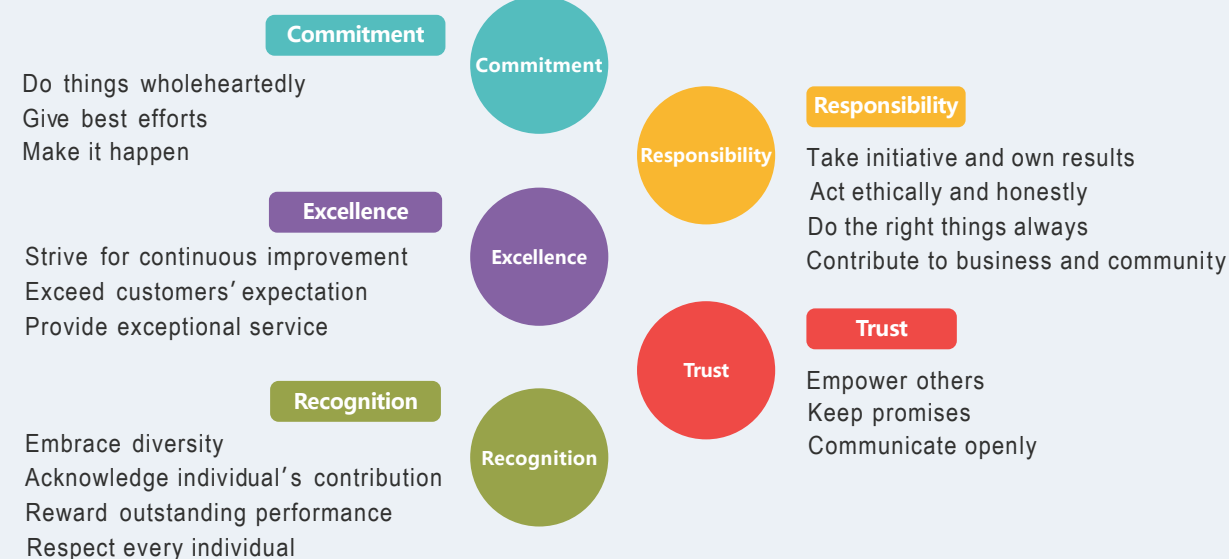 Commitment
Do things wholeheartedly
Give best efforts
Make it happen
Commitment
Excellence
Strive for continuous improvement
Exceed customers’ expectation
Provide exceptional service
Excellence
Recognition
Embrace diversity
Acknowledge individual’s contribution
Reward outstanding performance
Respect every individual
Recognition
Responsibility
Responsibility
Take initiative and own results
Act ethically and honestly
Do the right things always
Contribute to business and community
Trust
Trust
Empower others
Keep promises
Communicate openly